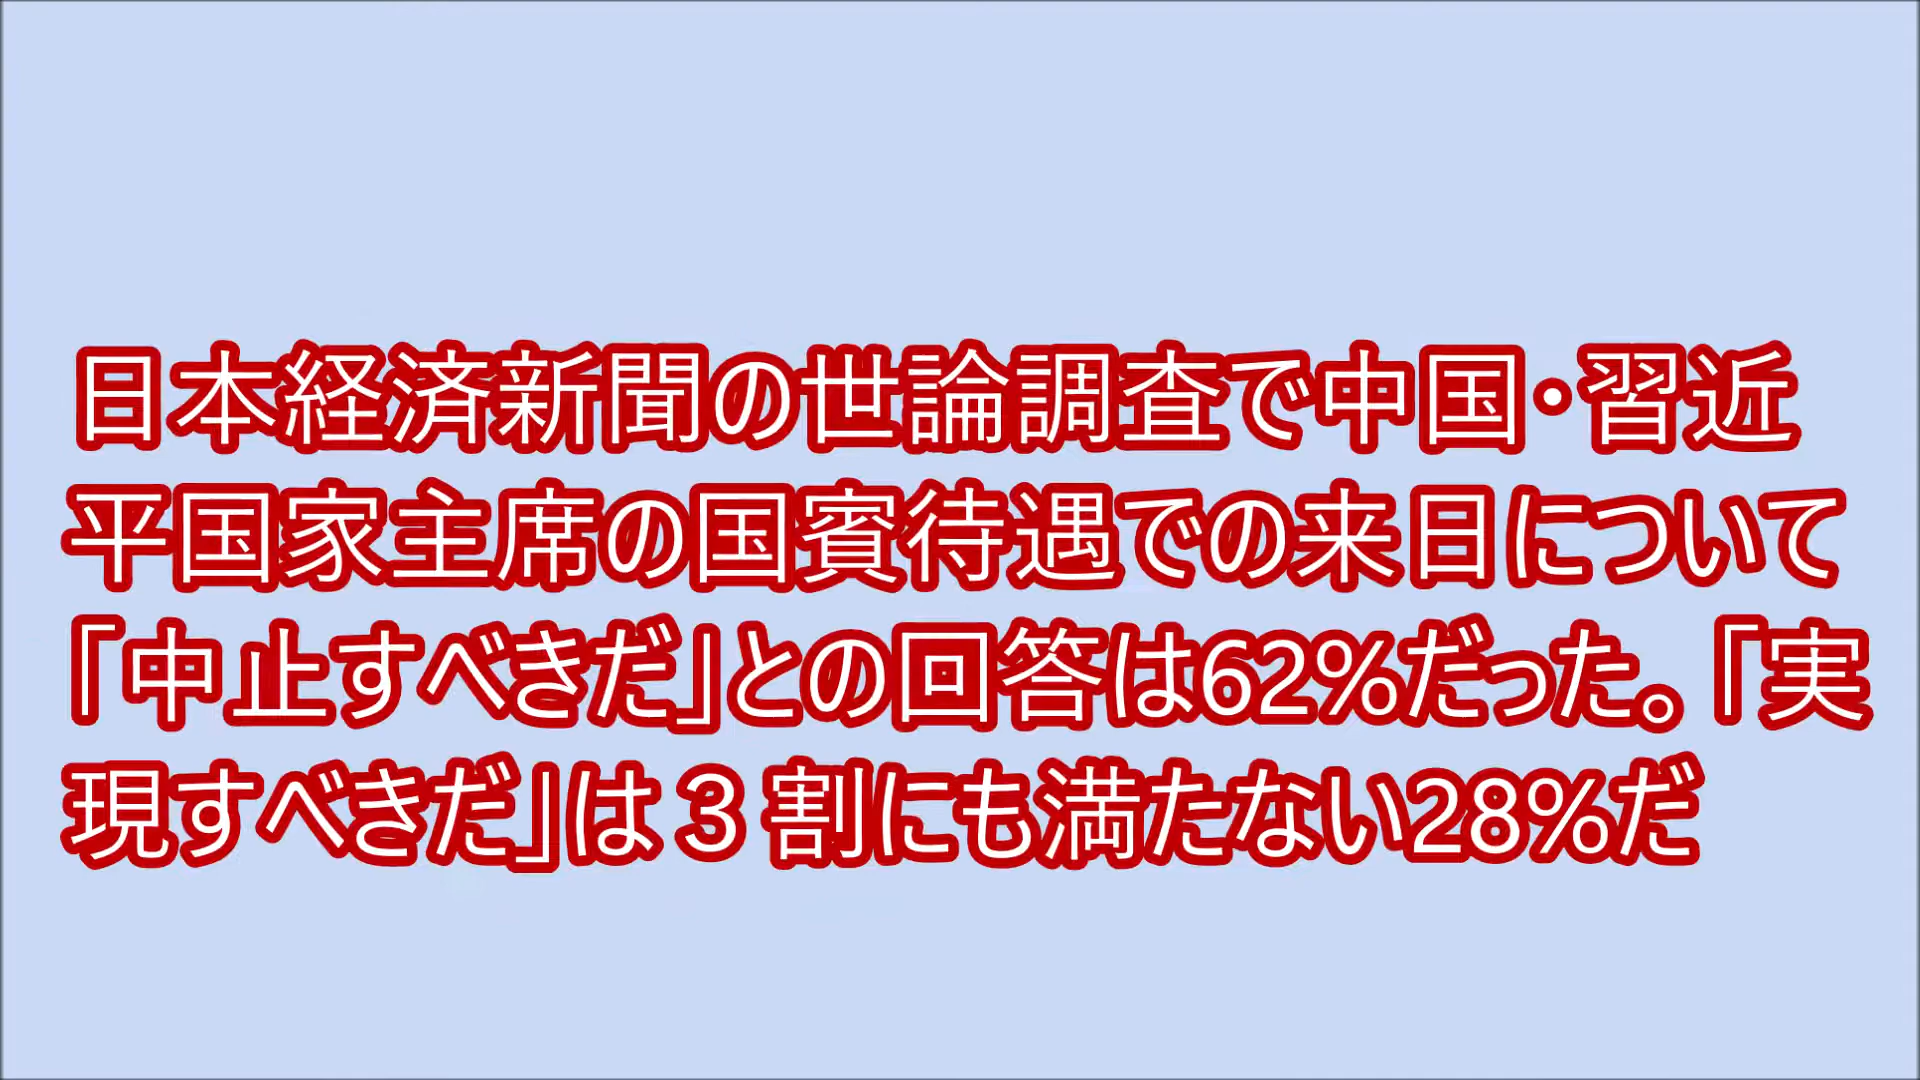 日本経済新聞の世論調査で中国・習近
平国家主席の国賓待遇での来日について
「中止すべきだ」との回答は62%だった。「実
現すべきだ」は３割にも満たない28%だ